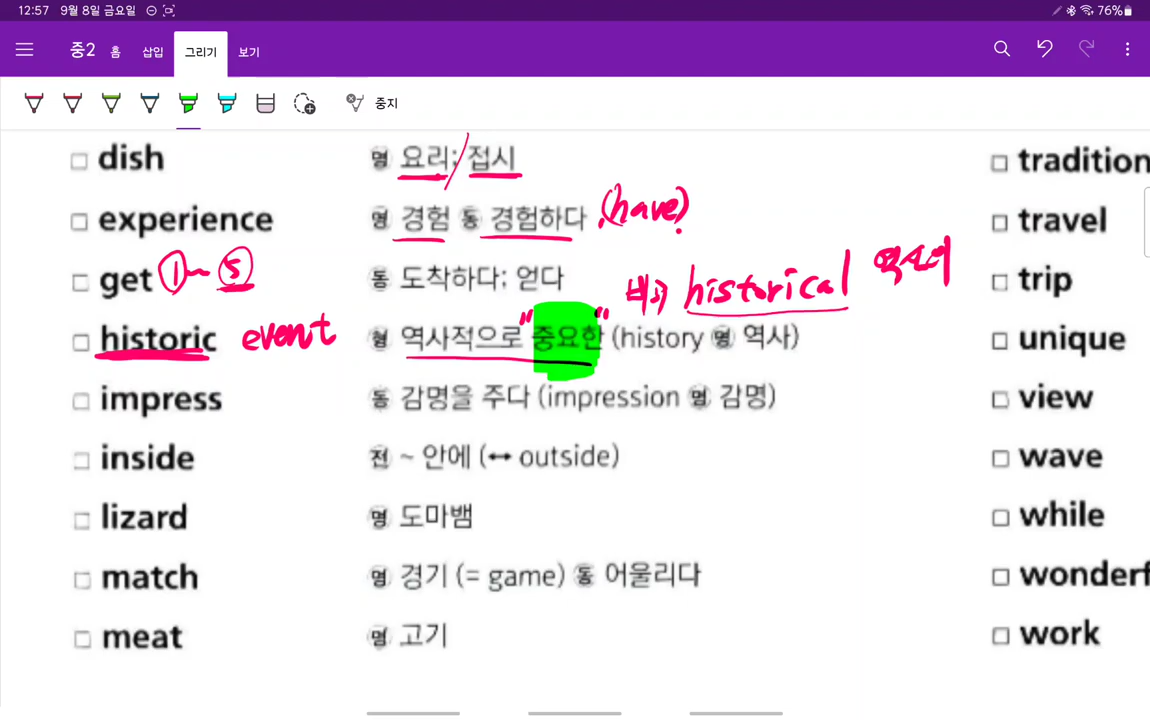 12:57 9월 8일 금요일 76%
중2 홈 삽입 그리기 보기
중지
dish 명 요리; 접시 tradition
experience 명 경험 동 경험하다 (have) travel
get ①~⑤ 동 도착하다; 얻다 비교 historical 역사의 trip
historic event 형 역사적으로 "중요한" (history 명 역사) unique
impress 동 감명을 주다 (impression 명 감명) view
inside 전 ~ 안에 (↔ outside) wave
lizard 명 도마뱀 while
match 명 경기 (= game) 동 어울리다 wonderf
meat 명 고기 work